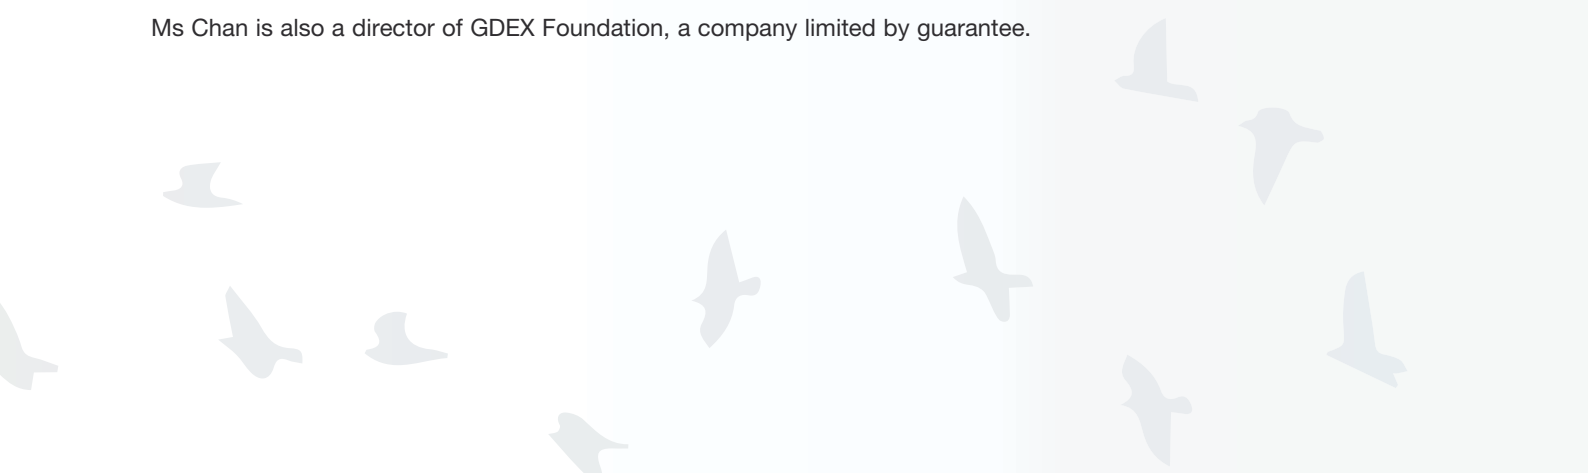 Ms Chan is also a director of GDEX Foundation, a company limited by guarantee.